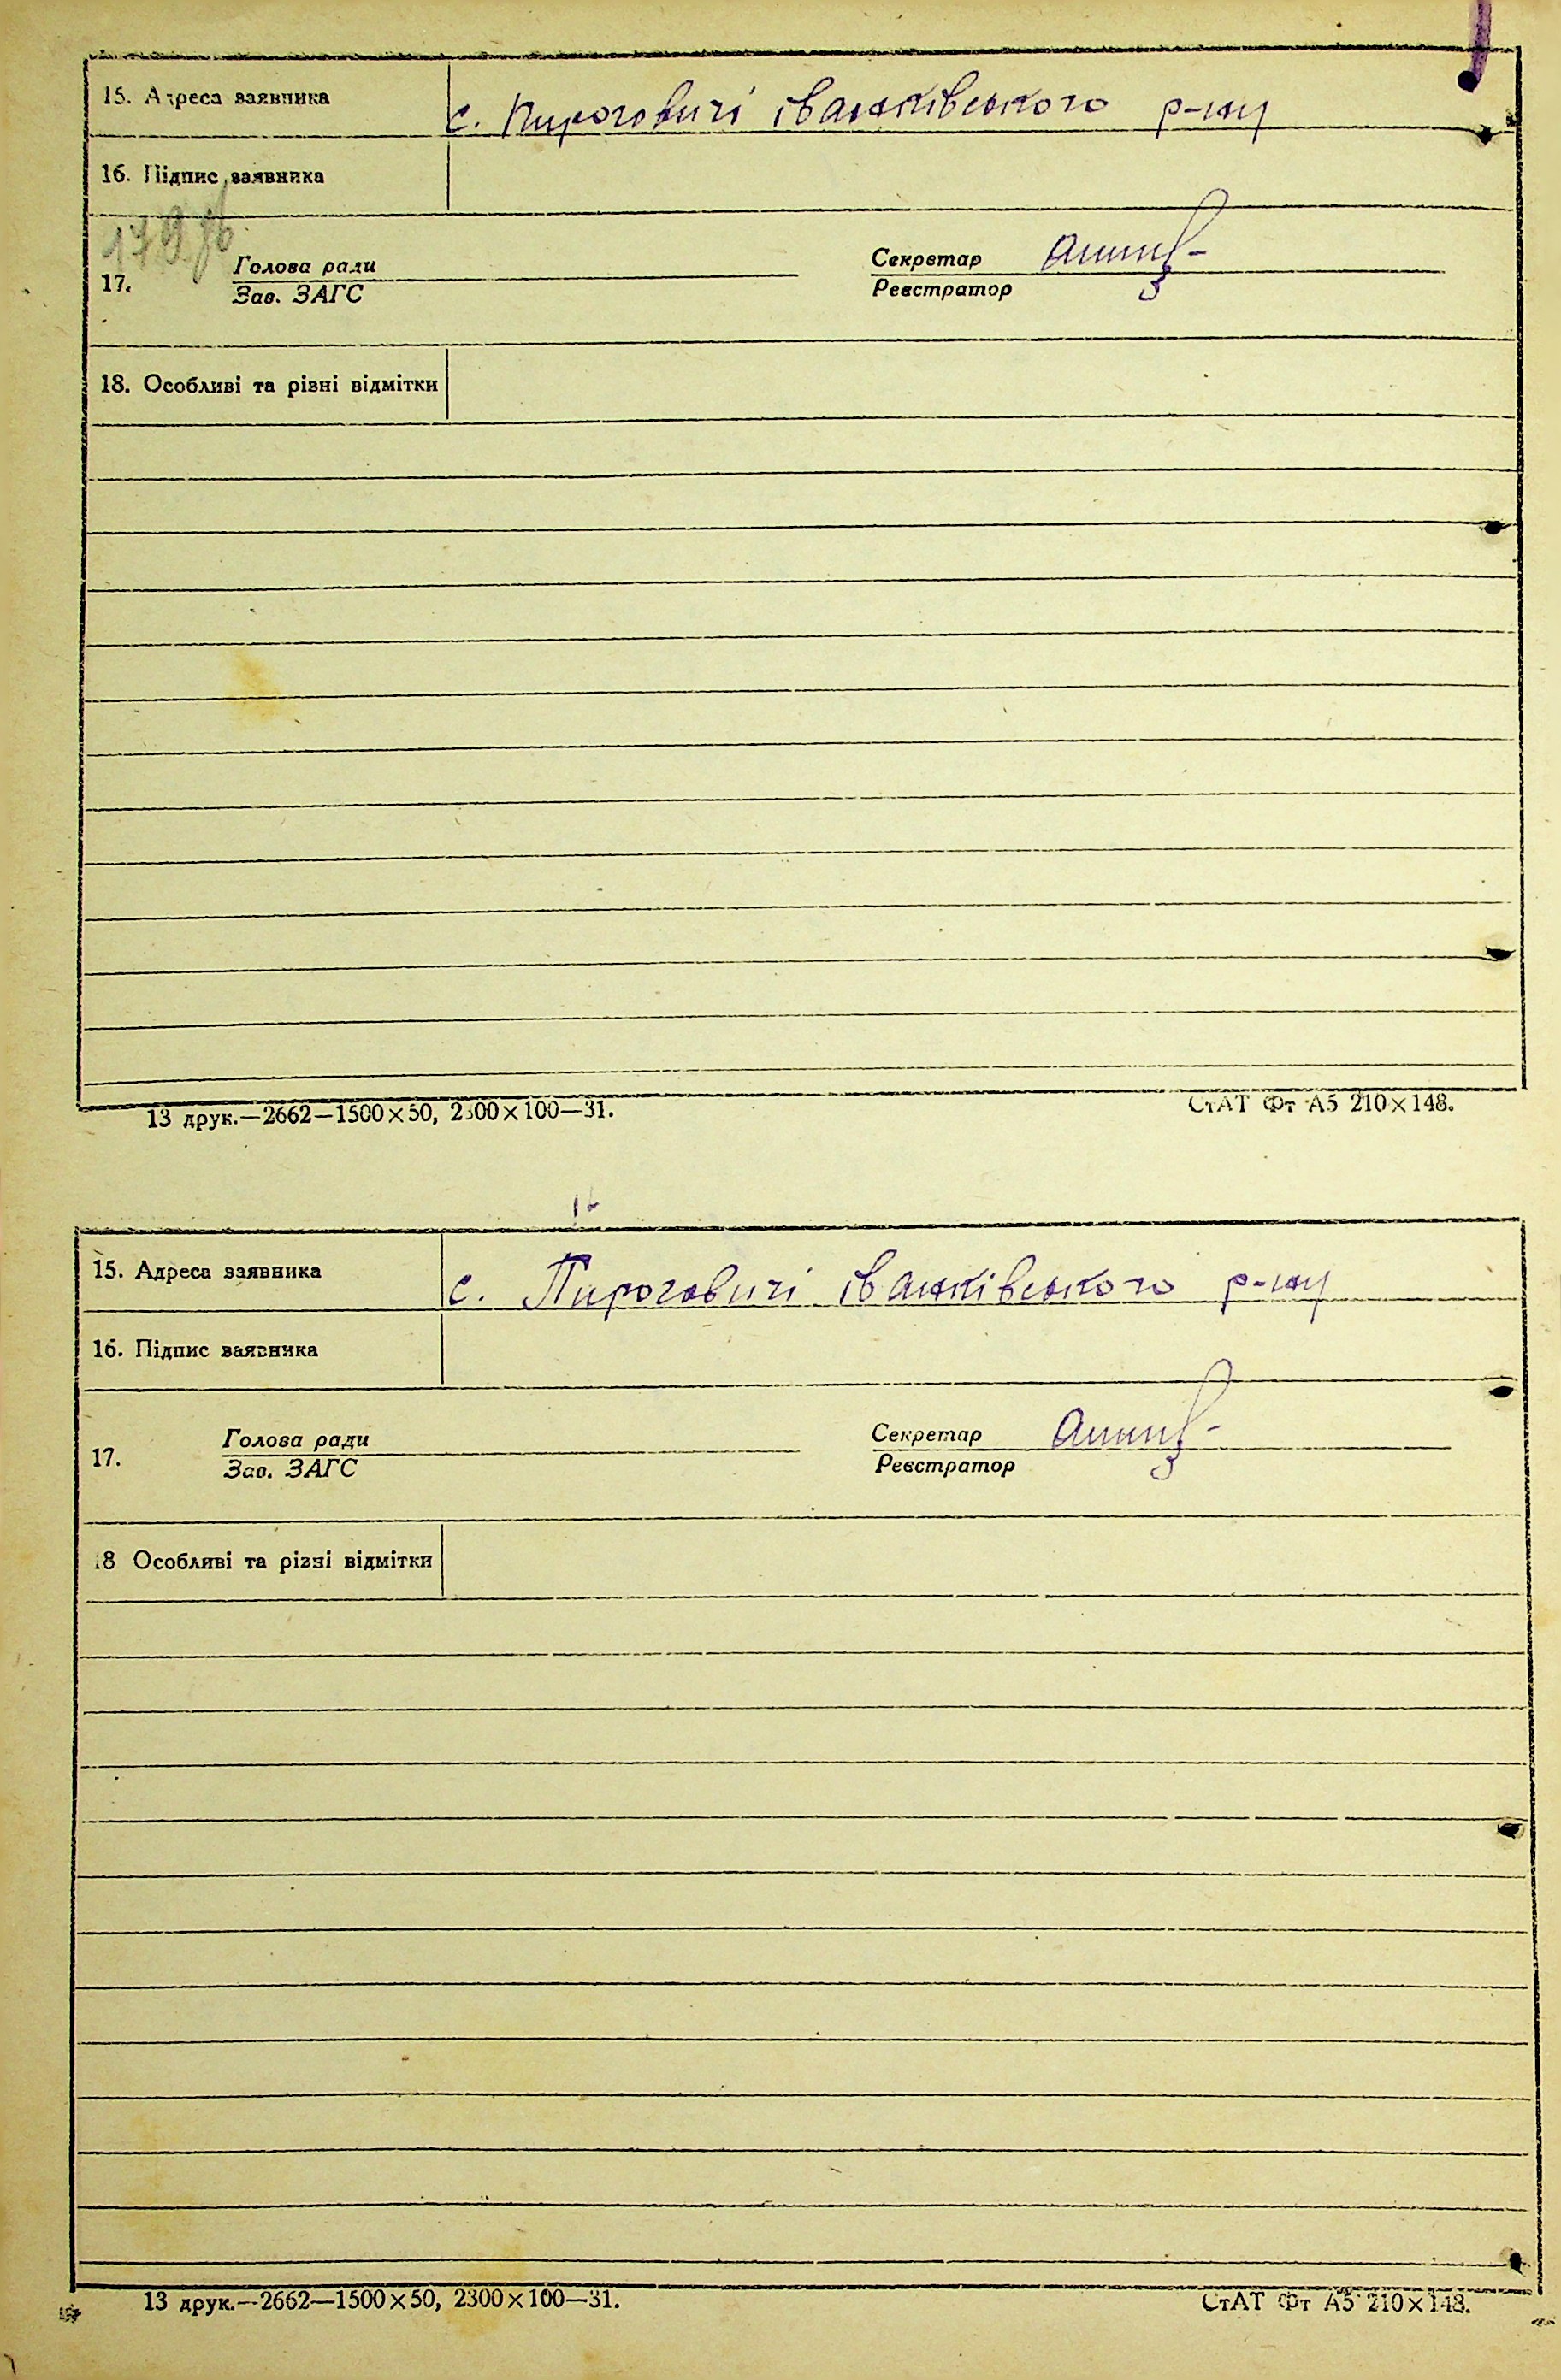 15. Адреса заявника
с. Пироговичі іванківського р-ну
16. Підпис заявника
179
17. Голова ради
Зав. ЗАГС
Секретар
Реєстратор
18. Особливі та різні відмітки
13 друк.—2662—1500×50, 2300×100—31.
СтАТ Фт А5 210×148.
15. Адреса заявника
с. Пироговичі іванківського р-ну
16. Підпис заявника
17. Голова ради
Зав. ЗАГС
Секретар
Реєстратор
18 Особливі та різні відмітки
13 друк.—2662—1500×50, 2300×100—31.
СтАТ Фт А5 210×148.